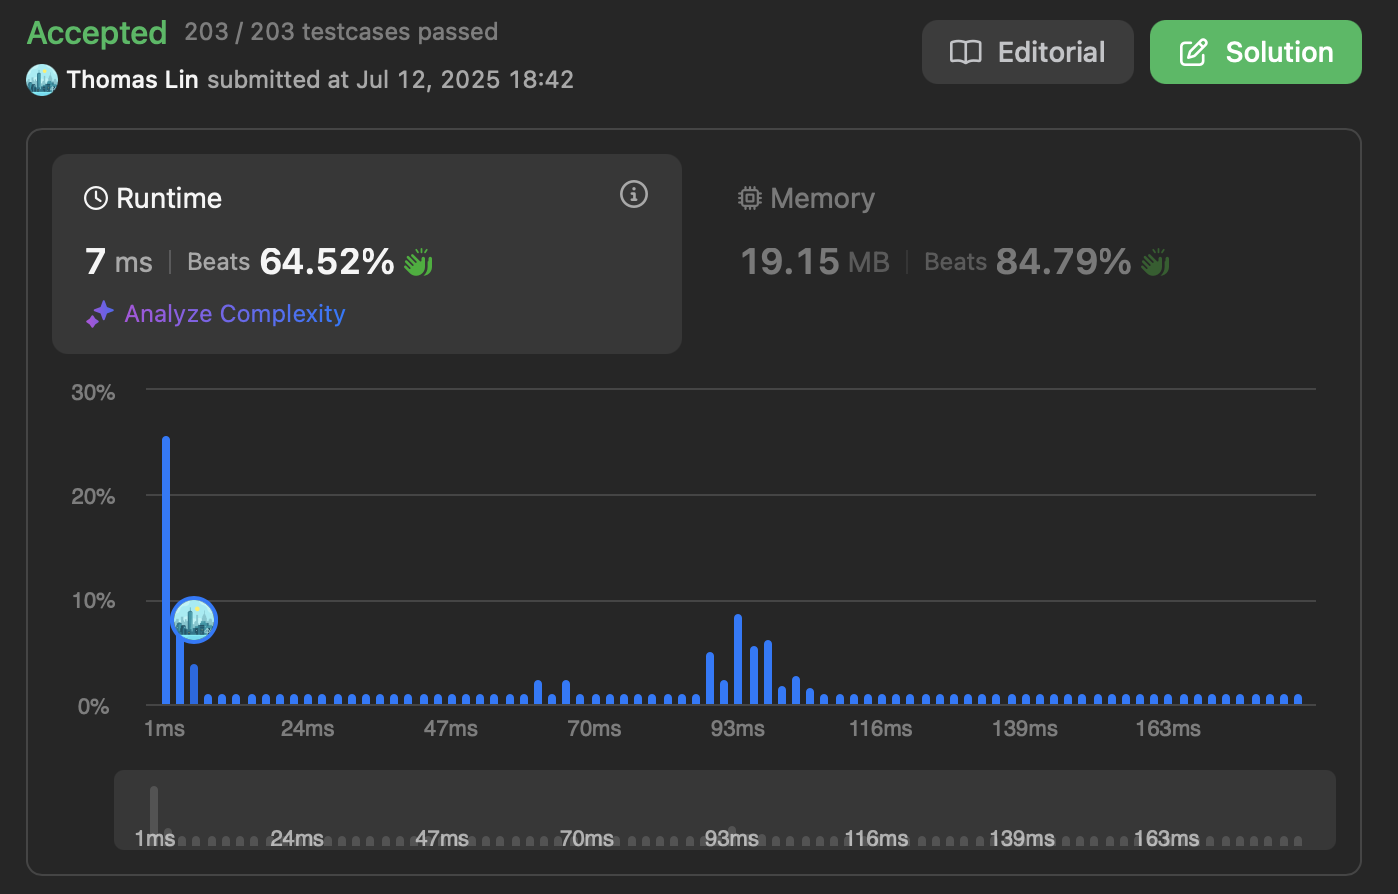 Accepted 203 / 203 testcases passed
Editorial
Solution
Thomas Lin submitted at Jul 12, 2025 18:42
Runtime
7 ms | Beats 64.52%
Analyze Complexity
Memory
19.15 MB | Beats 84.79%
30%
20%
10%
0%
1ms 24ms 47ms 70ms 93ms 116ms 139ms 163ms
1ms 24ms 47ms 70ms 93ms 116ms 139ms 163ms